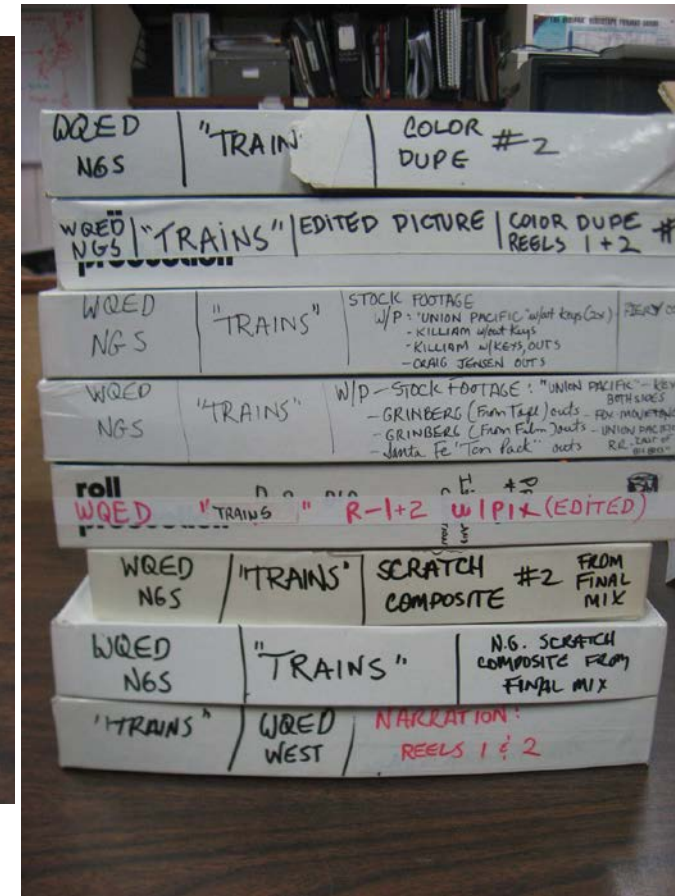 WQED
NGS
"TRAIN
COLOR
DUPE #2
WQED
NGS
"TRAINS"
EDITED PICTURE
COLOR DUPE
REELS 1+2 #
WQED
NGS
"TRAINS"
STOCK FOOTAGE
W/P: "UNION PACIFIC" w/out keys (2x)
- KILLIAM w/out Keys
- KILLIAM W/KEYS, OUTS
- CRAIG JENSEN OUTS
WQED
NGS
"TRAINS"
W/P - STOCK FOOTAGE: "UNION PACIFIC" - KEY
BOTH SIDES
- GRINBERG (From Tape) outs - FOX MOVIETONE
- GRINBERG (From Film) outs - UNION PACIFIC
- Santa Fe "Ton Pack" outs R.R.
roll
WQED "TRAINS" R-1+2 W/PIX (EDITED)
WQED
NGS
"TRAINS"
SCRATCH
COMPOSITE
#2
FROM
FINAL
MIX
WQED
NGS
"TRAINS"
N.G. SCRATCH
COMPOSITE FROM
FINAL MIX
"TRAINS"
WQED
WEST
NARRATION:
REELS 1 & 2